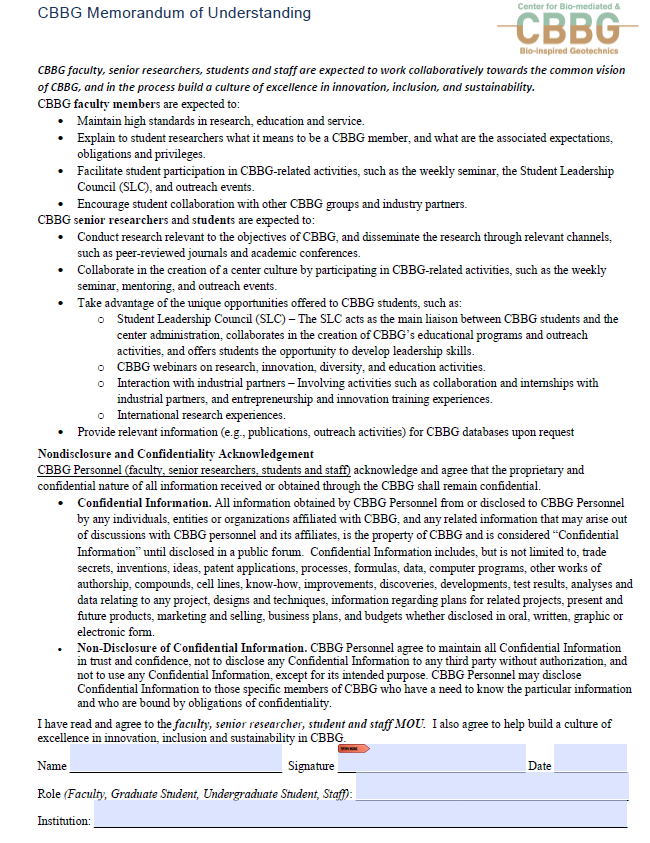 CBBG Memorandum of Understanding
Center for Bio-mediated &
CBBG
Bio-inspired Geotechnics
CBBG faculty, senior researchers, students and staff are expected to work collaboratively towards the common vision
of CBBG, and in the process build a culture of excellence in innovation, inclusion, and sustainability.
CBBG faculty members are expected to:
• Maintain high standards in research, education and service.
• Explain to student researchers what it means to be a CBBG member, and what are the associated expectations,
obligations and privileges.
• Facilitate student participation in CBBG-related activities, such as the weekly seminar, the Student Leadership
Council (SLC), and outreach events.
• Encourage student collaboration with other CBBG groups and industry partners.
CBBG senior researchers and students are expected to:
• Conduct research relevant to the objectives of CBBG, and disseminate the research through relevant channels,
such as peer-reviewed journals and academic conferences.
• Collaborate in the creation of a center culture by participating in CBBG-related activities, such as the weekly
seminar, mentoring, and outreach events.
• Take advantage of the unique opportunities offered to CBBG students, such as:
o Student Leadership Council (SLC) – The SLC acts as the main liaison between CBBG students and the
center administration, collaborates in the creation of CBBG's educational programs and outreach
activities, and offers students the opportunity to develop leadership skills.
o CBBG webinars on research, innovation, diversity, and education activities.
o Interaction with industrial partners – Involving activities such as collaboration and internships with
industrial partners, and entrepreneurship and innovation training experiences.
o International research experiences.
• Provide relevant information (e.g., publications, outreach activities) for CBBG databases upon request
Nondisclosure and Confidentiality Acknowledgement
CBBG Personnel (faculty, senior researchers, students and staff) acknowledge and agree that the proprietary and
confidential nature of all information received or obtained through the CBBG shall remain confidential.
• Confidential Information. All information obtained by CBBG Personnel from or disclosed to CBBG Personnel
by any individuals, entities or organizations affiliated with CBBG, and any related information that may arise out
of discussions with CBBG personnel and its affiliates, is the property of CBBG and is considered “Confidential
Information” until disclosed in a public forum.  Confidential Information includes, but is not limited to, trade
secrets, inventions, ideas, patent applications, processes, formulas, data, computer programs, other works of
authorship, compounds, cell lines, know-how, improvements, discoveries, developments, test results, analyses and
data relating to any project, designs and techniques, information regarding plans for related projects, present and
future products, marketing and selling, business plans, and budgets whether disclosed in oral, written, graphic or
electronic form.
• Non-Disclosure of Confidential Information. CBBG Personnel agree to maintain all Confidential Information
in trust and confidence, not to disclose any Confidential Information to any third party without authorization, and
not to use any Confidential Information, except for its intended purpose. CBBG Personnel may disclose
Confidential Information to those specific members of CBBG who have a need to know the particular information
and who are bound by obligations of confidentiality.
I have read and agree to the faculty, senior researcher, student and staff MOU.  I also agree to help build a culture of
excellence in innovation, inclusion and sustainability in CBBG.
Name Signature Date
Role (Faculty, Graduate Student, Undergraduate Student, Staff):
Institution: